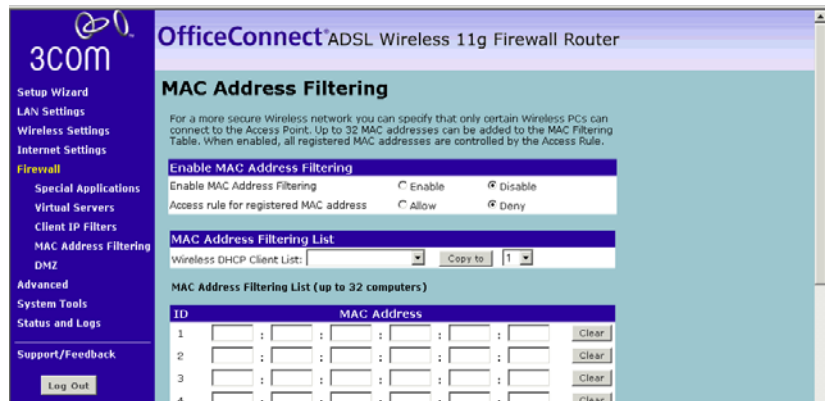 3COM
OfficeConnect ADSL Wireless 11g Firewall Router
Setup Wizard
LAN Settings
Wireless Settings
Internet Settings
Firewall
Special Applications
Virtual Servers
Client IP Filters
MAC Address Filtering
DMZ
Advanced
System Tools
Status and Logs
Support/Feedback
Log Out
MAC Address Filtering
For a more secure Wireless network you can specify that only certain Wireless PCs can
connect to the Access Point. Up to 32 MAC addresses can be added to the MAC Filtering
Table. When enabled, all registered MAC addresses are controlled by the Access Rule.
Enable MAC Address Filtering
Enable MAC Address Filtering Enable Disable
Access rule for registered MAC address Allow Deny
MAC Address Filtering List
Wireless DHCP Client List: Copy to 1
MAC Address Filtering List (up to 32 computers)
ID MAC Address
1 : : : : : Clear
2 : : : : : Clear
3 : : : : : Clear
4 : : : : : Clear